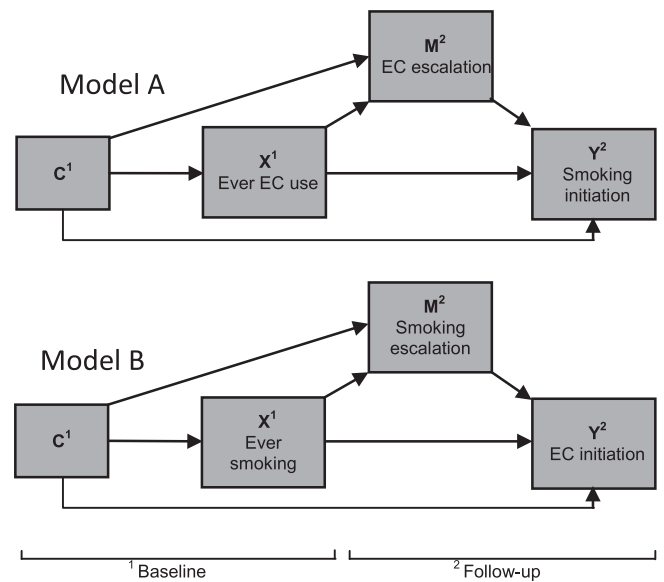 Model A
M²
EC escalation
C¹
X¹
Ever EC use
Y²
Smoking
initiation
Model B
M²
Smoking
escalation
C¹
X¹
Ever
smoking
Y²
EC initiation
¹ Baseline
² Follow-up